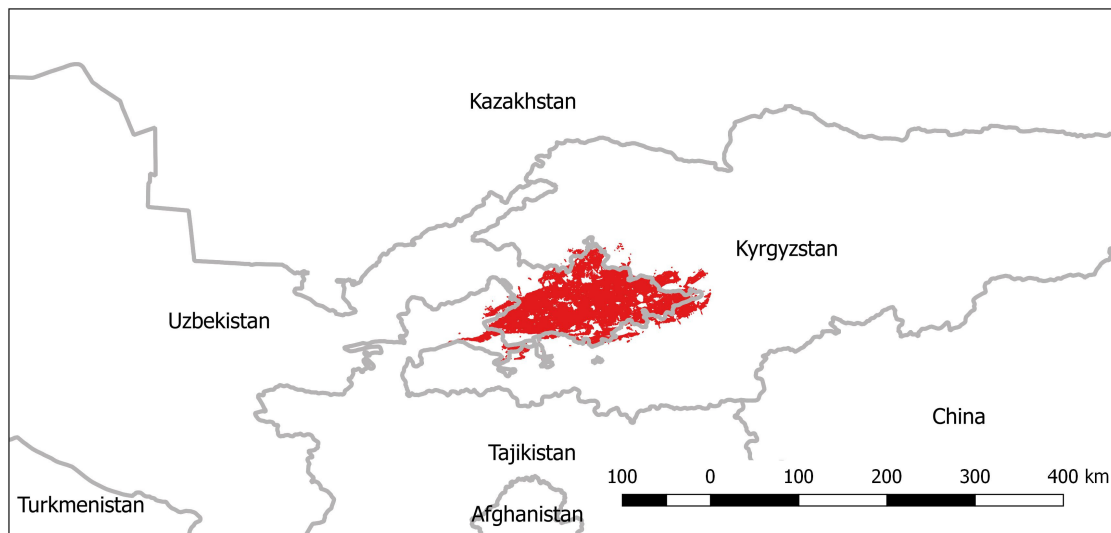 Kazakhstan
Kyrgyzstan
Uzbekistan
China
Tajikistan
100 0 100 200 300 400 km
Turkmenistan
Afghanistan